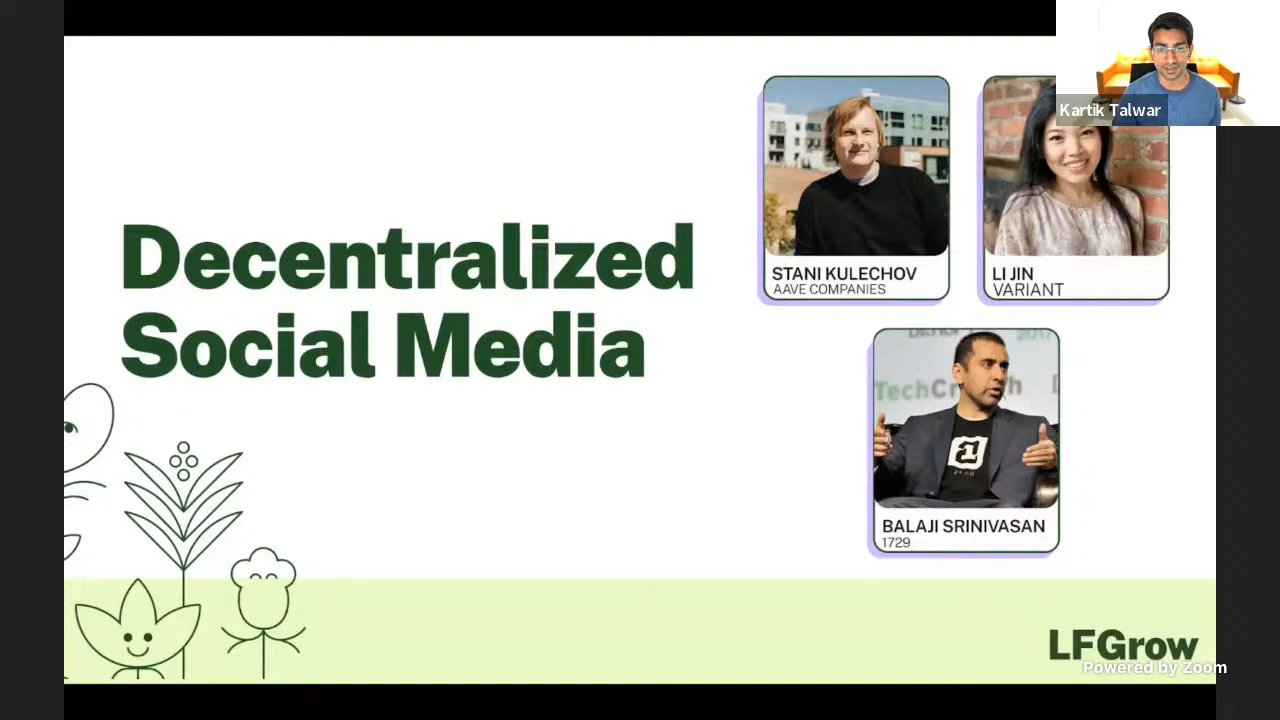 Kartik Talwar
Decentralized
Social Media
STANI KULECHOV
AAVE COMPANIES
LI JIN
VARIANT
BALAJI SRINIVASAN
1729
LFGrow
Powered by Zoom